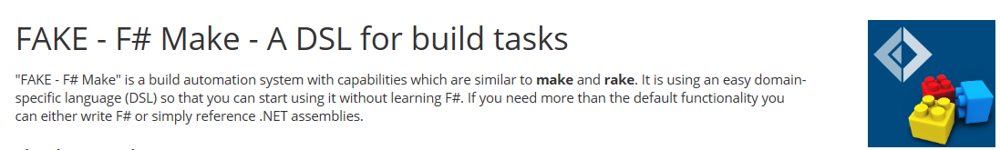 FAKE - F# Make - A DSL for build tasks
"FAKE - F# Make" is a build automation system with capabilities which are similar to make and rake. It is using an easy domain-
specific language (DSL) so that you can start using it without learning F#. If you need more than the default functionality you
can either write F# or simply reference .NET assemblies.